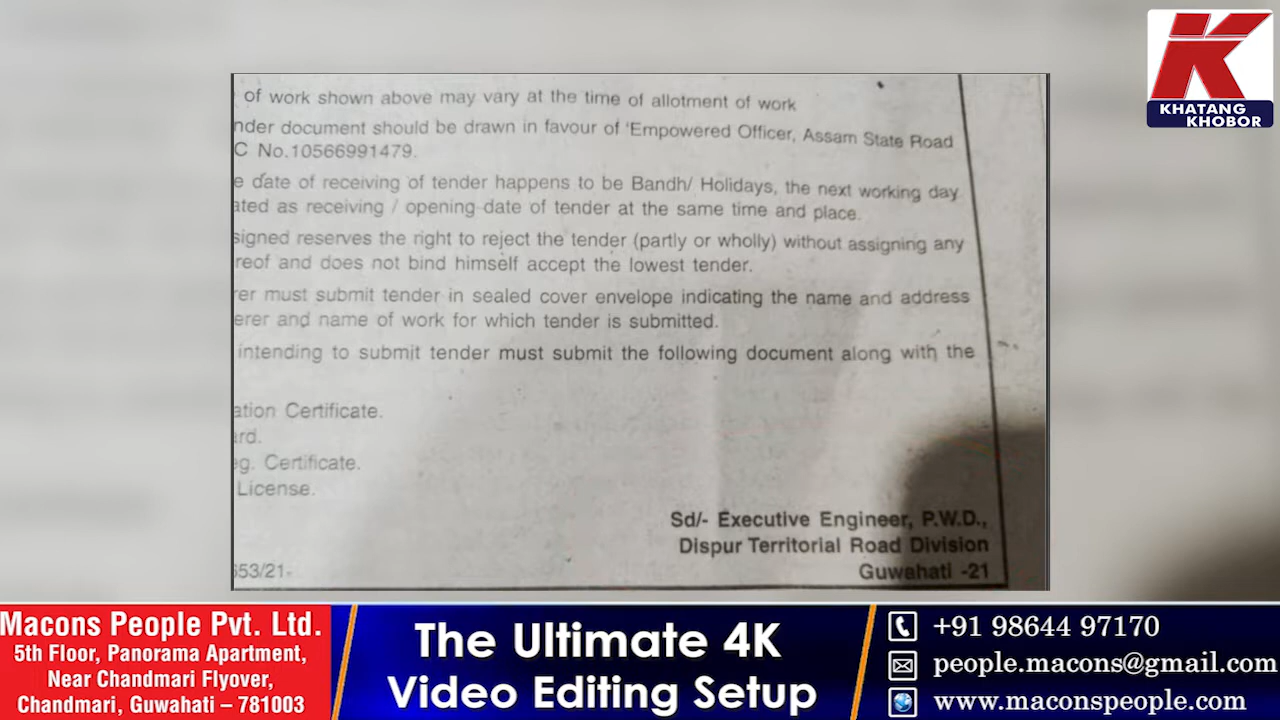 KHATANG
KHOBOR
of work shown above may vary at the time of allotment of work
nder document should be drawn in favour of 'Empowered Officer, Assam State Road
C No.10566991479.
e date of receiving of tender happens to be Bandh/ Holidays, the next working day
ated as receiving / opening date of tender at the same time and place.
signed reserves the right to reject the tender (partly or wholly) without assigning any
reof and does not bind himself accept the lowest tender.
rer must submit tender in sealed cover envelope indicating the name and address
erer and name of work for which tender is submitted.
intending to submit tender must submit the following document along with the
ation Certificate.
ard.
eg. Certificate.
License.
Sd/- Executive Engineer, P.W.D.,
Dispur Territorial Road Division
Guwahati -21
653/21-
Macons People Pvt. Ltd.
5th Floor, Panorama Apartment,
Near Chandmari Flyover,
Chandmari, Guwahati – 781003
The Ultimate 4K
Video Editing Setup
+91 98644 97170
people.macons@gmail.com
www.maconspeople.com